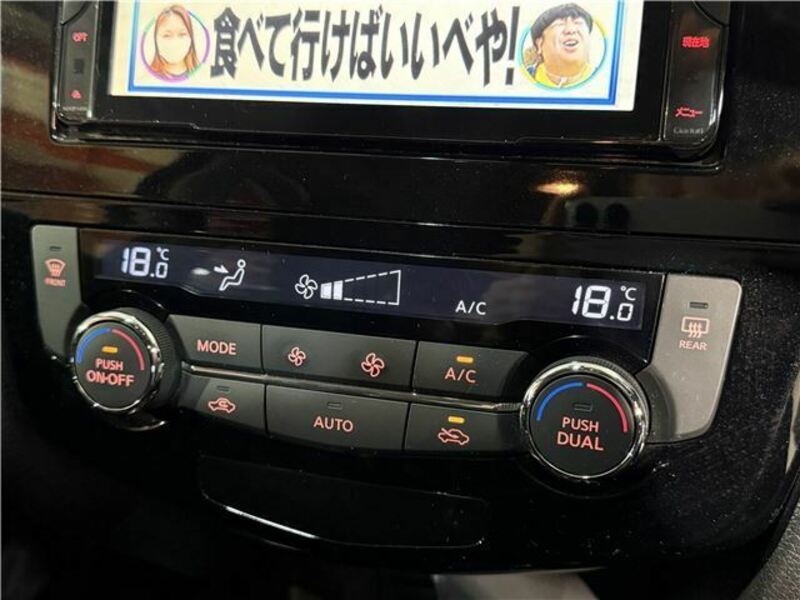 食べて行けばいいべや!
現在地
メニュー
Clarion
18.0℃
A/C
18.0℃
FRONT
REAR
PUSH
ON·OFF
MODE
A/C
AUTO
PUSH
DUAL